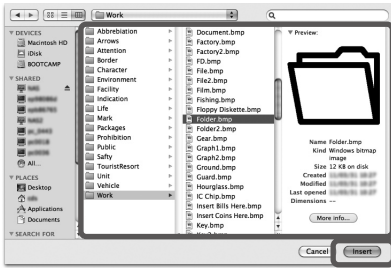 Work
DEVICES
Macintosh HD
iDisk
BOOTCAMP
SHARED
All...
PLACES
Desktop
Applications
Documents
SEARCH FOR
Abbreviation
Arrows
Attention
Border
Character
Environment
Facility
Indication
Life
Mark
Packages
Prohibition
Public
Safty
TouristResort
Unit
Vehicle
Work
Document.bmp
Factory.bmp
Factory2.bmp
FD.bmp
File.bmp
File2.bmp
Film.bmp
Fishing.bmp
Floppy Diskette.bmp
Folder.bmp
Folder2.bmp
Gear.bmp
Graph1.bmp
Graph2.bmp
Ground.bmp
Guard.bmp
Hourglass.bmp
IC Chip.bmp
Insert Bills Here.bmp
Insert Coins Here.bmp
Key.bmp
Preview:
Name Folder.bmp
Kind Windows bitmap
image
Size 12 KB on disk
Created
Modified
Last opened
Dimensions --
More info...
Cancel
Insert